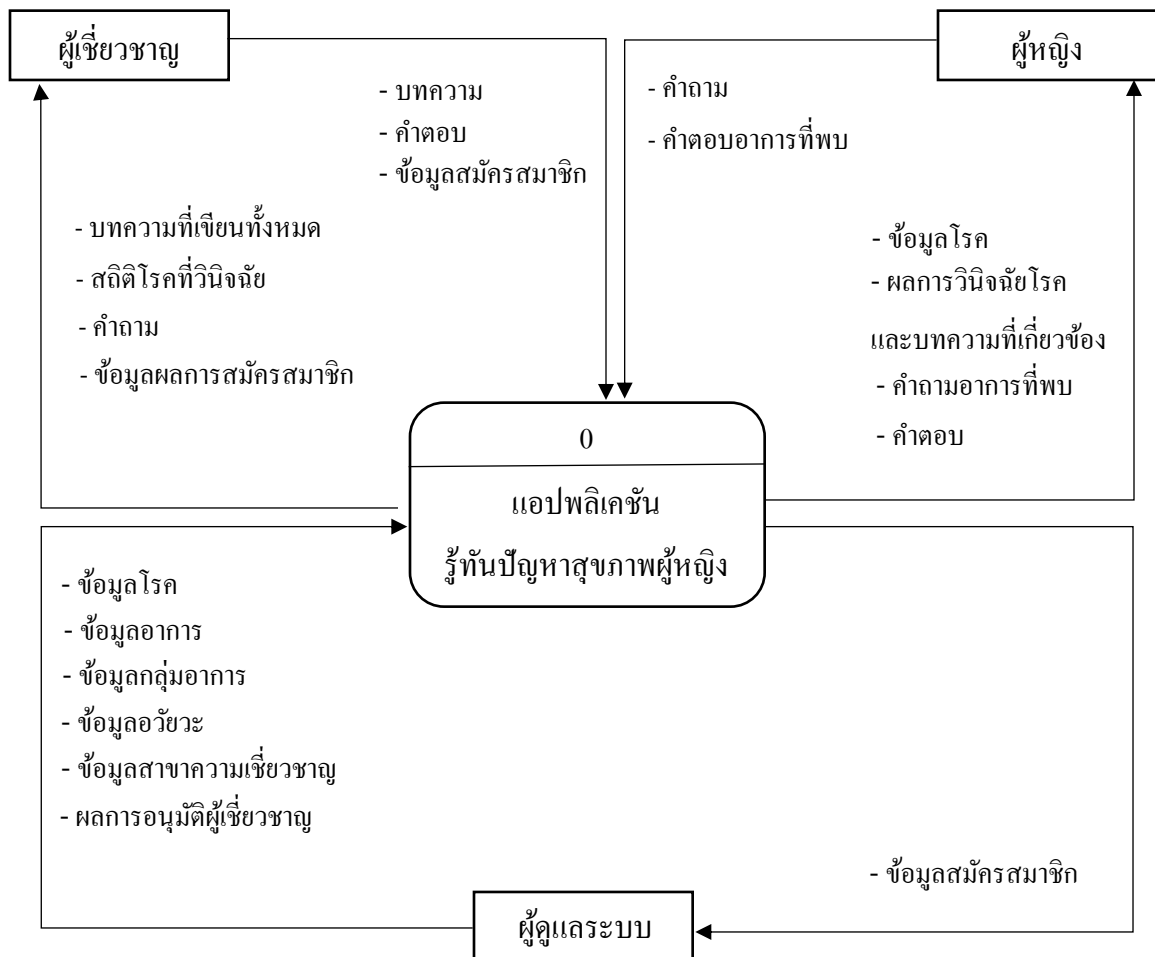 ผู้เชี่ยวชาญ
ผู้หญิง
- บทความ
- คำตอบ
- ข้อมูลสมัครสมาชิก
- คำถาม
- คำตอบอาการที่พบ
- บทความที่เขียนทั้งหมด
- สถิติโรคที่วินิจฉัย
- คำถาม
- ข้อมูลผลการสมัครสมาชิก
- ข้อมูลโรค
- ผลการวินิจฉัยโรค
และบทความที่เกี่ยวข้อง
- คำถามอาการที่พบ
- คำตอบ
0
แอปพลิเคชัน
รู้ทันปัญหาสุขภาพผู้หญิง
- ข้อมูลโรค
- ข้อมูลอาการ
- ข้อมูลกลุ่มอาการ
- ข้อมูลอวัยวะ
- ข้อมูลสาขาความเชี่ยวชาญ
- ผลการอนุมัติผู้เชี่ยวชาญ
- ข้อมูลสมัครสมาชิก
ผู้ดูแลระบบ